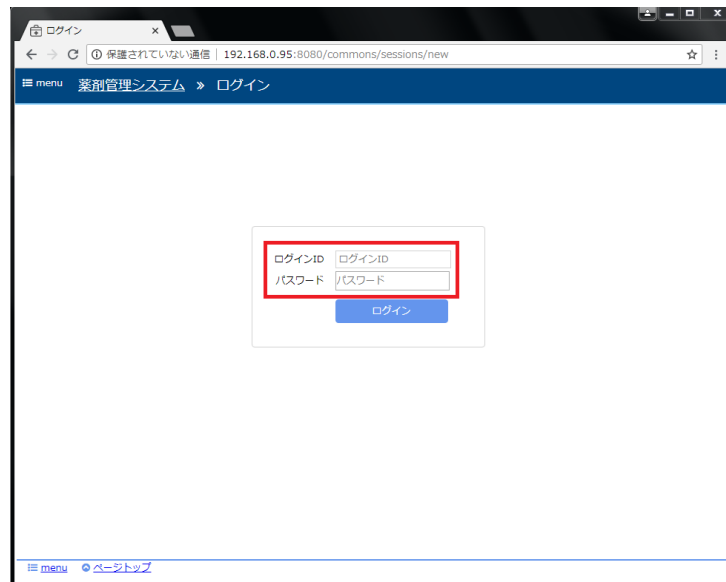 ログイン
保護されていない通信 | 192.168.0.95:8080/commons/sessions/new
menu 薬剤管理システム » ログイン
ログインID ログインID
パスワード パスワード
ログイン
menu ページトップ